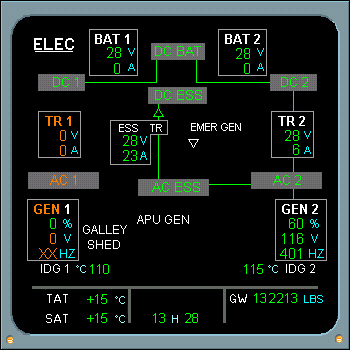 ELEC
BAT 1
28 V
0 A
DC BAT
BAT 2
28 V
0 A
DC 1
DC ESS
DC 2
TR 1
0 V
0 A
ESS TR
28 V
23 A
EMER GEN
TR 2
28 V
6 A
AC 1
AC ESS
AC 2
GEN 1
0 %
0 V
XX HZ
GALLEY
SHED
APU GEN
GEN 2
60 %
116 V
401 HZ
IDG 1 °C 110
115 °C IDG 2
TAT +15 °C
GW 132213 LBS
SAT +15 °C
13 H 28